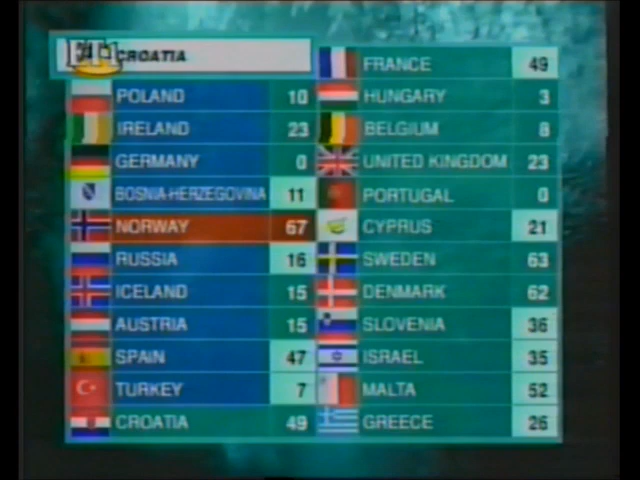 CROATIA
POLAND 10
IRELAND 23
GERMANY 0
BOSNIA-HERZEGOVINA 11
NORWAY 67
RUSSIA 16
ICELAND 15
AUSTRIA 15
SPAIN 47
TURKEY 7
CROATIA 49
FRANCE 49
HUNGARY 3
BELGIUM 8
UNITED KINGDOM 23
PORTUGAL 0
CYPRUS 21
SWEDEN 63
DENMARK 62
SLOVENIA 36
ISRAEL 35
MALTA 52
GREECE 26